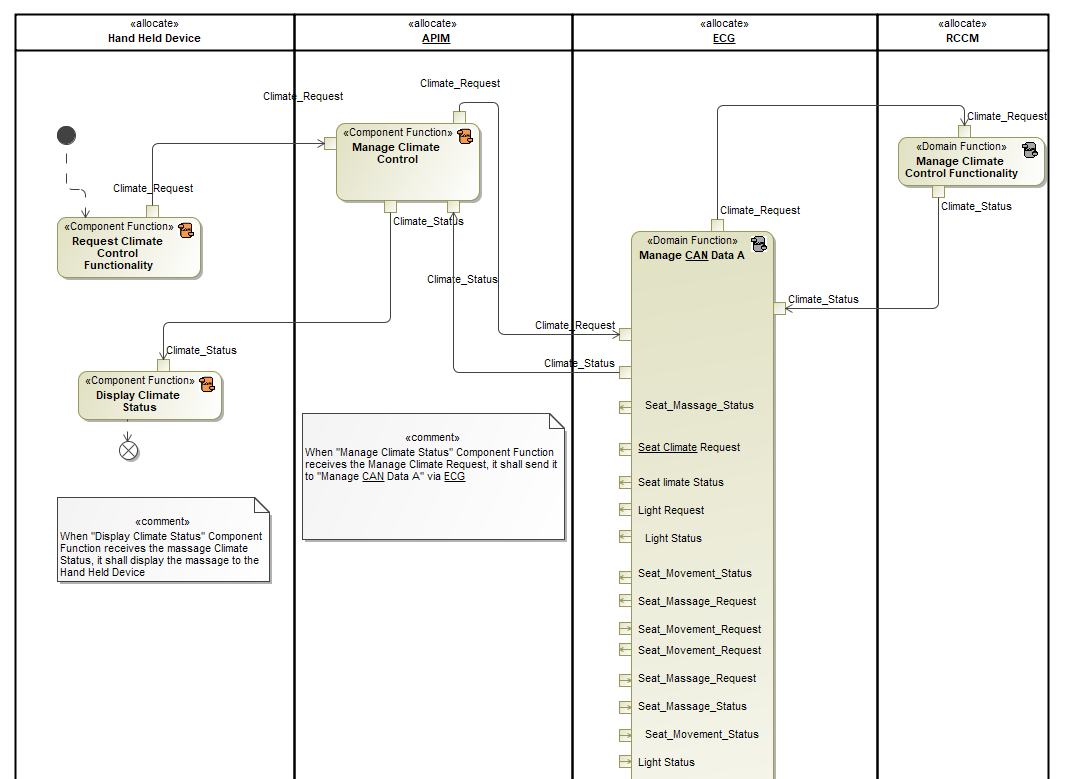 «allocate»
Hand Held Device
«allocate»
APIM
«allocate»
ECG
«allocate»
RCCM
Climate_Request
Climate_Request
Climate_Request
«Component Function»
Manage Climate
Control
«Domain Function»
Manage Climate
Control Functionality
Climate_Request
Climate_Status
Climate_Request
Climate_Status
«Component Function»
Request Climate
Control
Functionality
«Domain Function»
Manage CAN Data A
Climate_Status
Climate_Status
Climate_Request
Climate_Status
Climate_Status
«Component Function»
Display Climate
Status
Seat_Massage_Status
Seat Climate Request
Seat limate Status
Light Request
Light Status
Seat_Movement_Status
Seat_Massage_Request
Seat_Movement_Request
Seat_Movement_Request
Seat_Massage_Request
Seat_Massage_Status
Seat_Movement_Status
Light Status
«comment»
When "Manage Climate Status" Component Function
receives the Manage Climate Request, it shall send it
to "Manage CAN Data A" via ECG
«comment»
When "Display Climate Status" Component
Function receives the massage Climate
Status, it shall display the massage to the
Hand Held Device